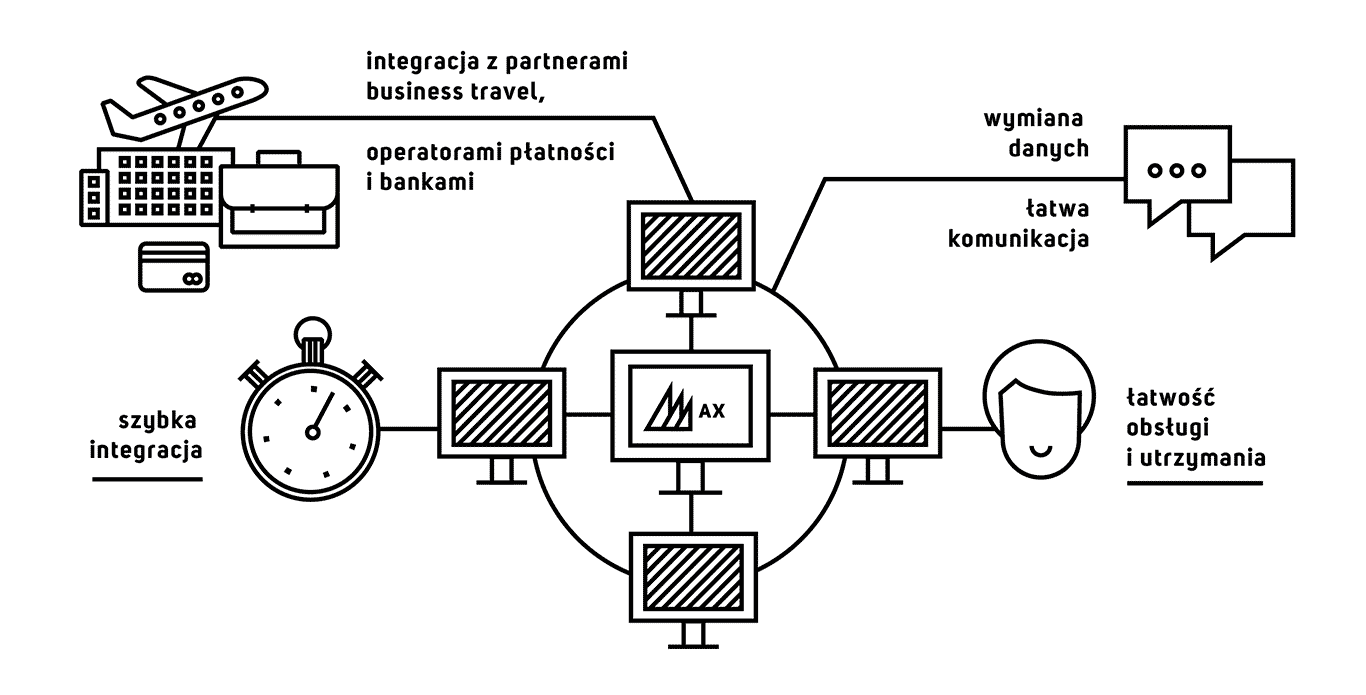 integracja z partnerami
business travel,
operatorami płatności
i bankami
wymiana
danych
łatwa
komunikacja
szybka
integracja
AX
łatwość
obsługi
i utrzymania